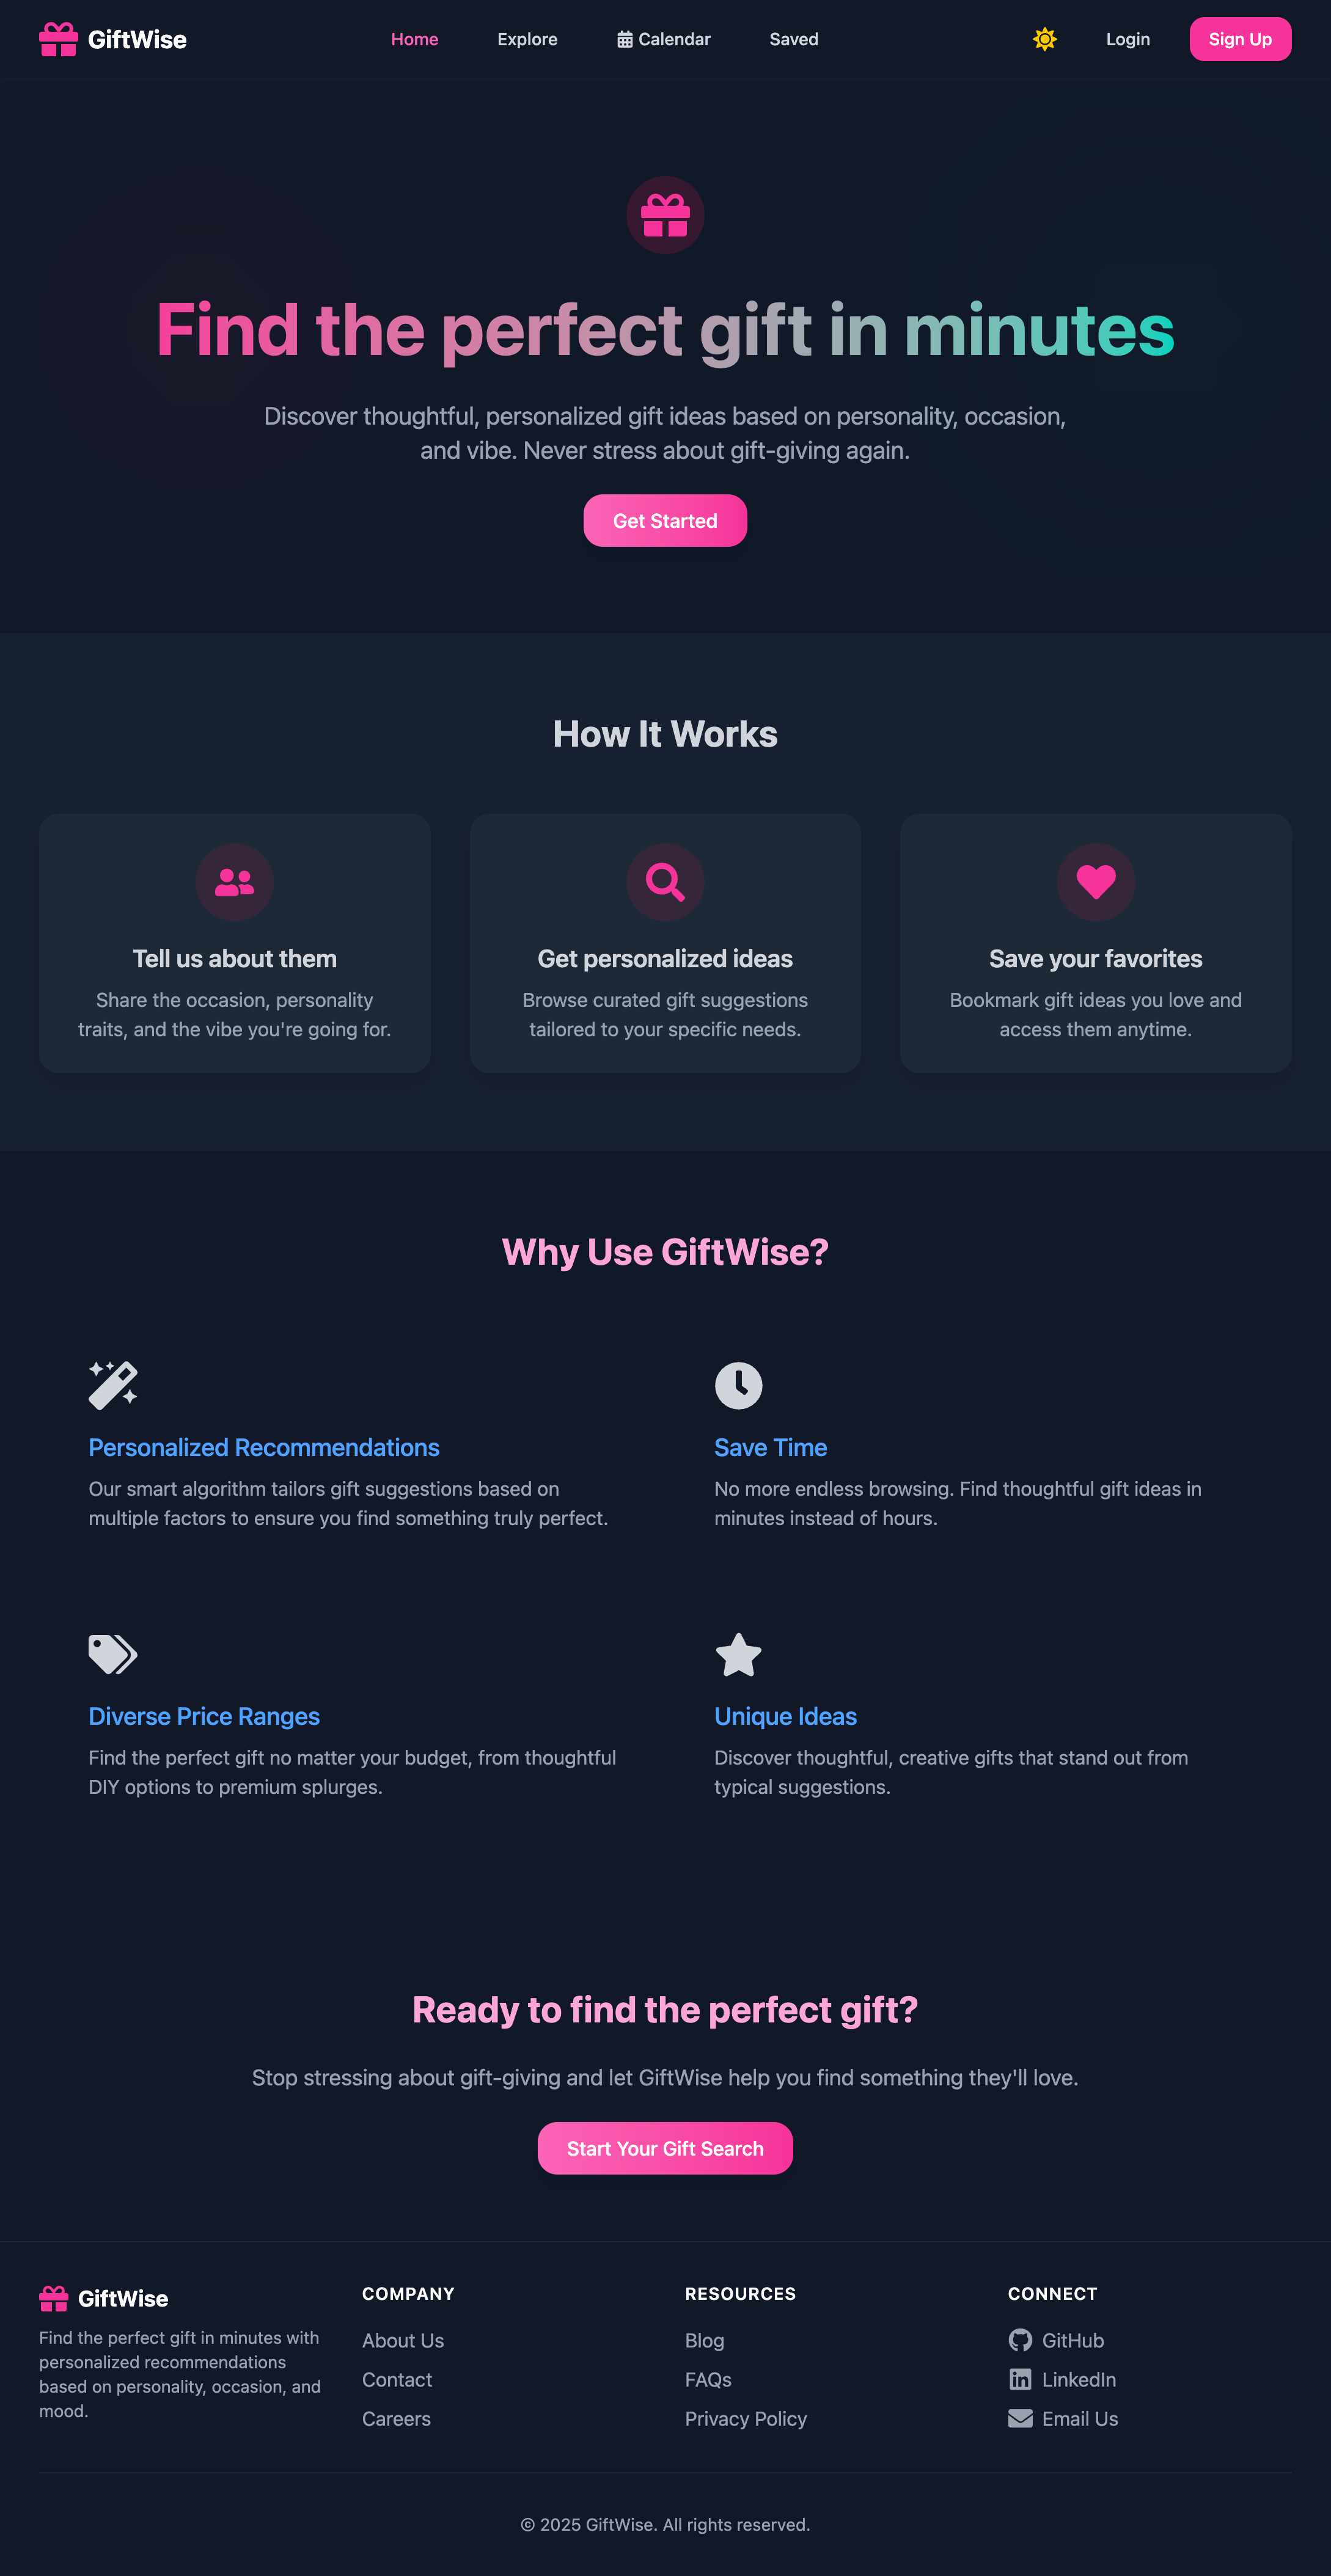 GiftWise
Home
Explore
Calendar
Saved
Login
Sign Up
Find the perfect gift in minutes
Discover thoughtful, personalized gift ideas based on personality, occasion,
and vibe. Never stress about gift-giving again.
Get Started
How It Works
Tell us about them
Share the occasion, personality
traits, and the vibe you're going for.
Get personalized ideas
Browse curated gift suggestions
tailored to your specific needs.
Save your favorites
Bookmark gift ideas you love and
access them anytime.
Why Use GiftWise?
Personalized Recommendations
Our smart algorithm tailors gift suggestions based on
multiple factors to ensure you find something truly perfect.
Save Time
No more endless browsing. Find thoughtful gift ideas in
minutes instead of hours.
Diverse Price Ranges
Find the perfect gift no matter your budget, from thoughtful
DIY options to premium splurges.
Unique Ideas
Discover thoughtful, creative gifts that stand out from
typical suggestions.
Ready to find the perfect gift?
Stop stressing about gift-giving and let GiftWise help you find something they'll love.
Start Your Gift Search
GiftWise
Find the perfect gift in minutes with
personalized recommendations
based on personality, occasion, and
mood.
COMPANY
About Us
Contact
Careers
RESOURCES
Blog
FAQs
Privacy Policy
CONNECT
GitHub
LinkedIn
Email Us
© 2025 GiftWise. All rights reserved.